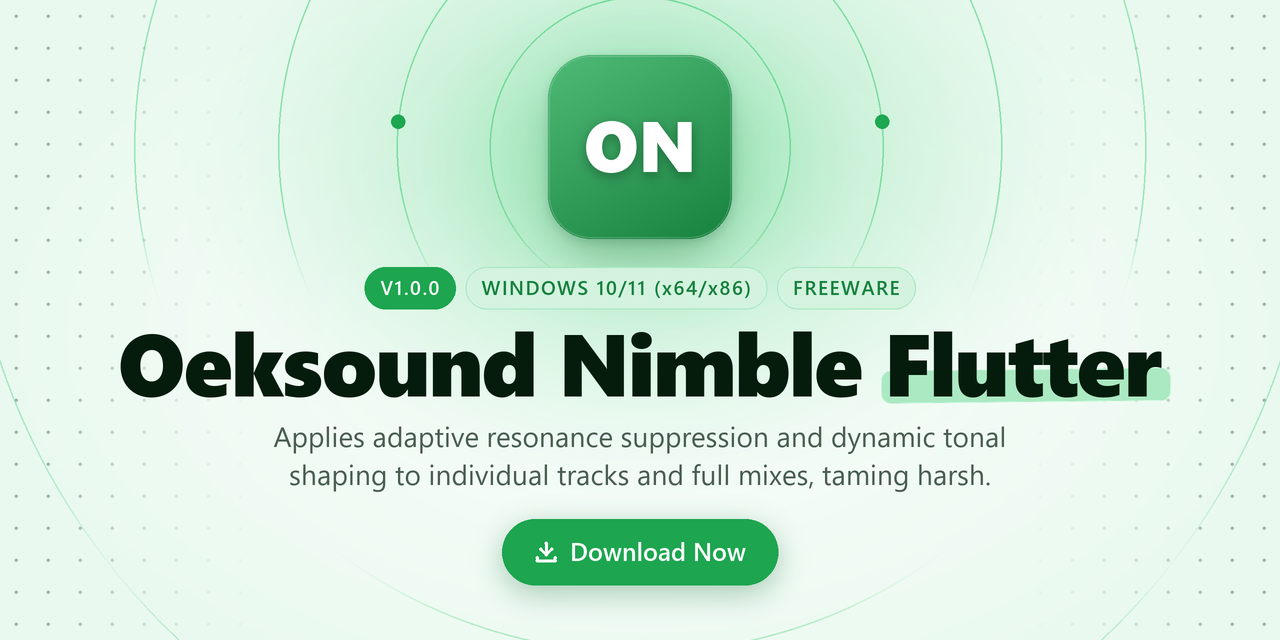 ON
V1.0.0 WINDOWS 10/11 (x64/x86) FREEWARE
Oeksound Nimble Flutter
Applies adaptive resonance suppression and dynamic tonal
shaping to individual tracks and full mixes, taming harsh.
Download Now